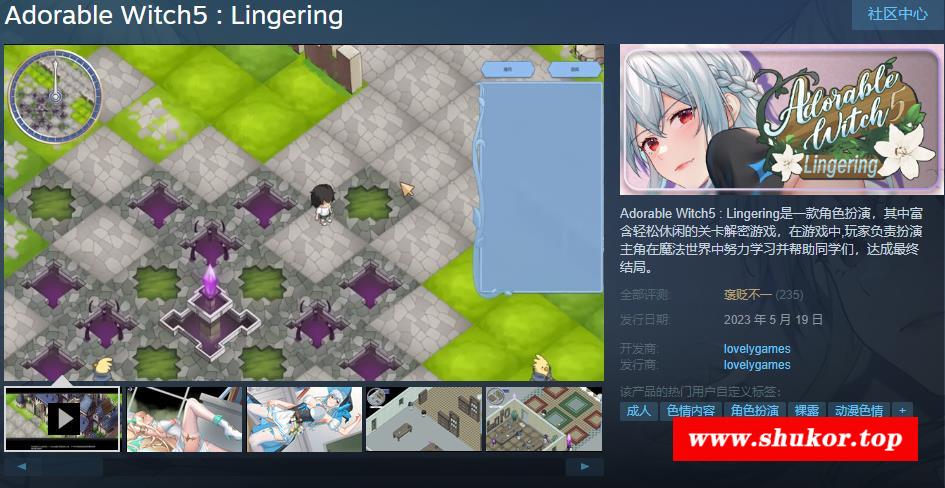 Adorable Witch5 : Lingering
社区中心
Adorable
Witch5
Lingering
Adorable Witch5 : Lingering是一款角色扮演，其中富
含轻松休闲的关卡解密游戏，在游戏中,玩家负责扮演
主角在魔法世界中努力学习并帮助同学们，达成最终
结局。
全部评测: 褒贬不一 (235)
发行日期: 2023 年 5 月 19 日
开发商: lovelygames
发行商: lovelygames
该产品的热门用户自定义标签：
成人 色情内容 角色扮演 裸露 动漫色情 +
www.shukor.top